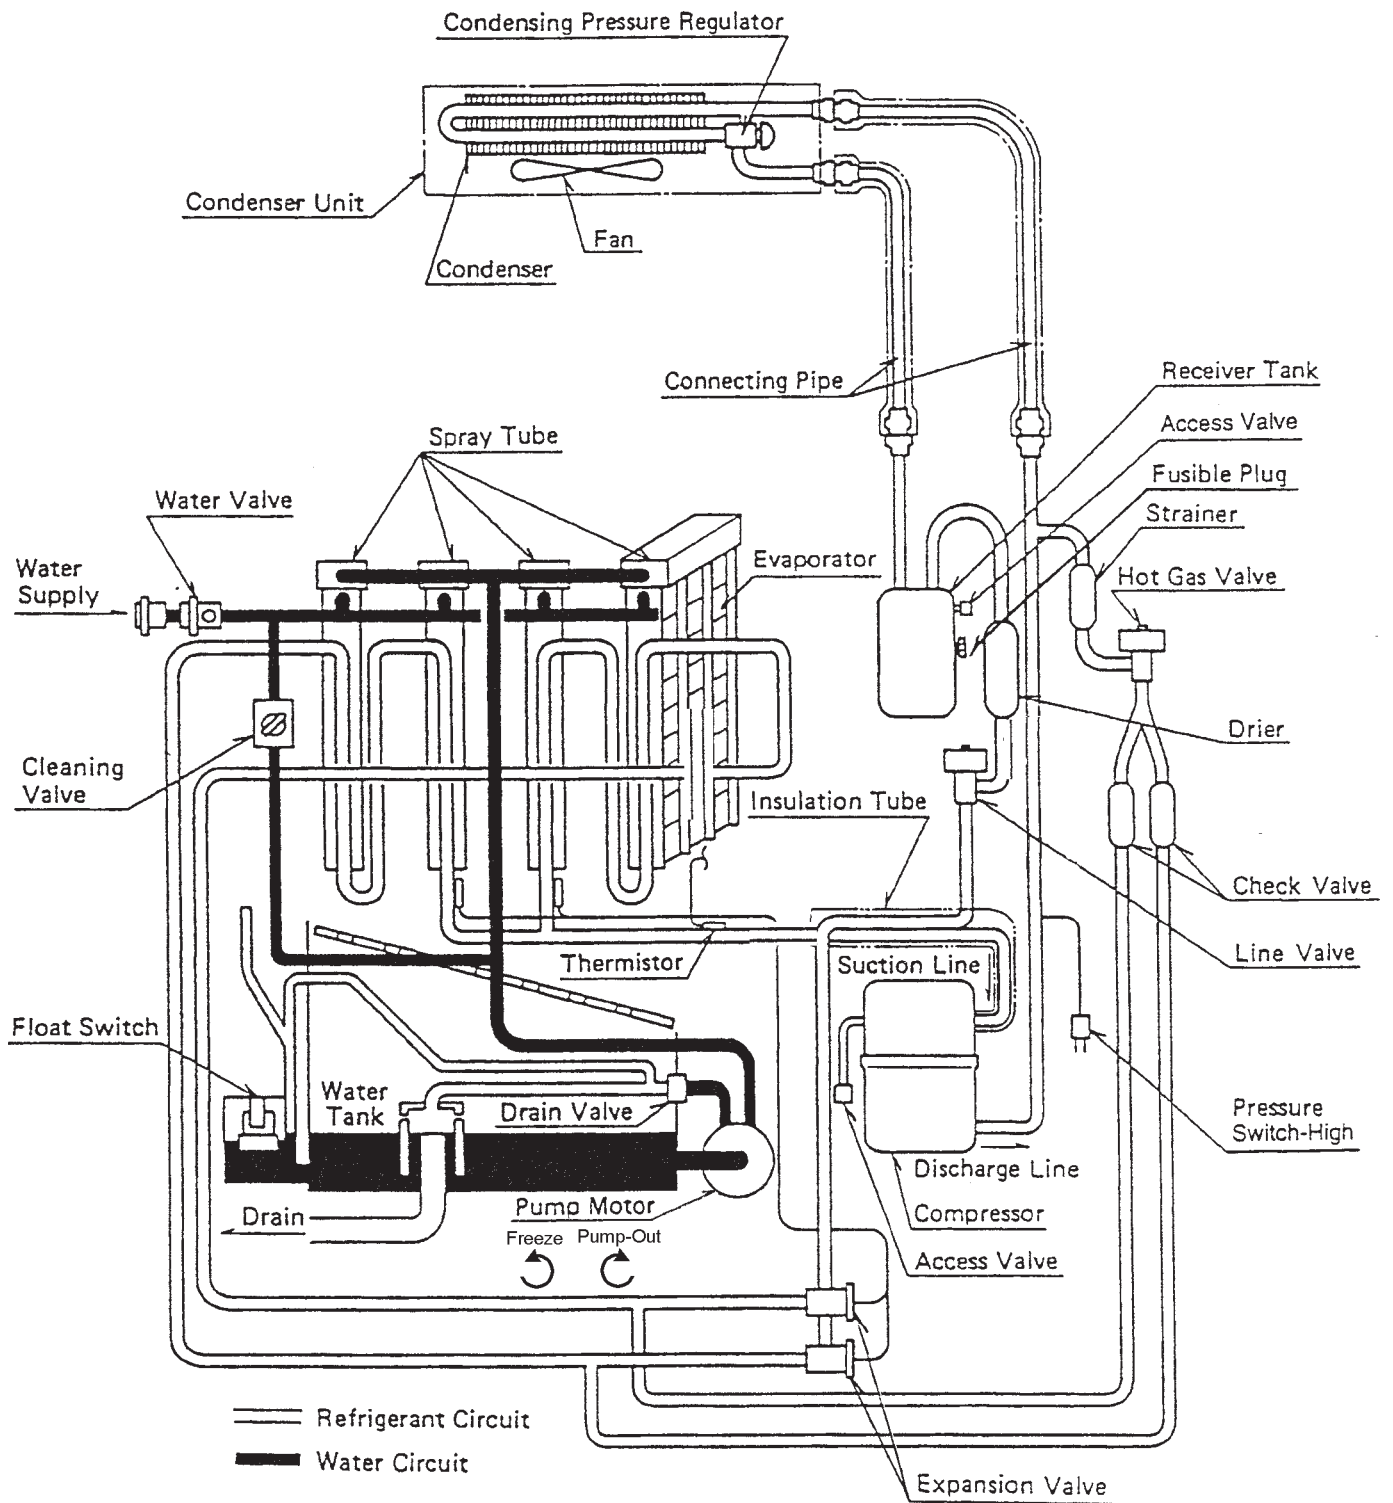 Condensing Pressure Regulator
Condenser Unit
Fan
Condenser
Connecting Pipe
Receiver Tank
Access Valve
Fusible Plug
Strainer
Hot Gas Valve
Spray Tube
Water Valve
Water
Supply
Evaporator
Drier
Cleaning
Valve
Insulation Tube
Check Valve
Line Valve
Thermistor
Suction Line
Float Switch
Water
Tank
Drain Valve
Pressure
Switch-High
Discharge Line
Drain
Pump Motor
Compressor
Freeze
Pump-Out
Access Valve
Refrigerant Circuit
Water Circuit
Expansion Valve